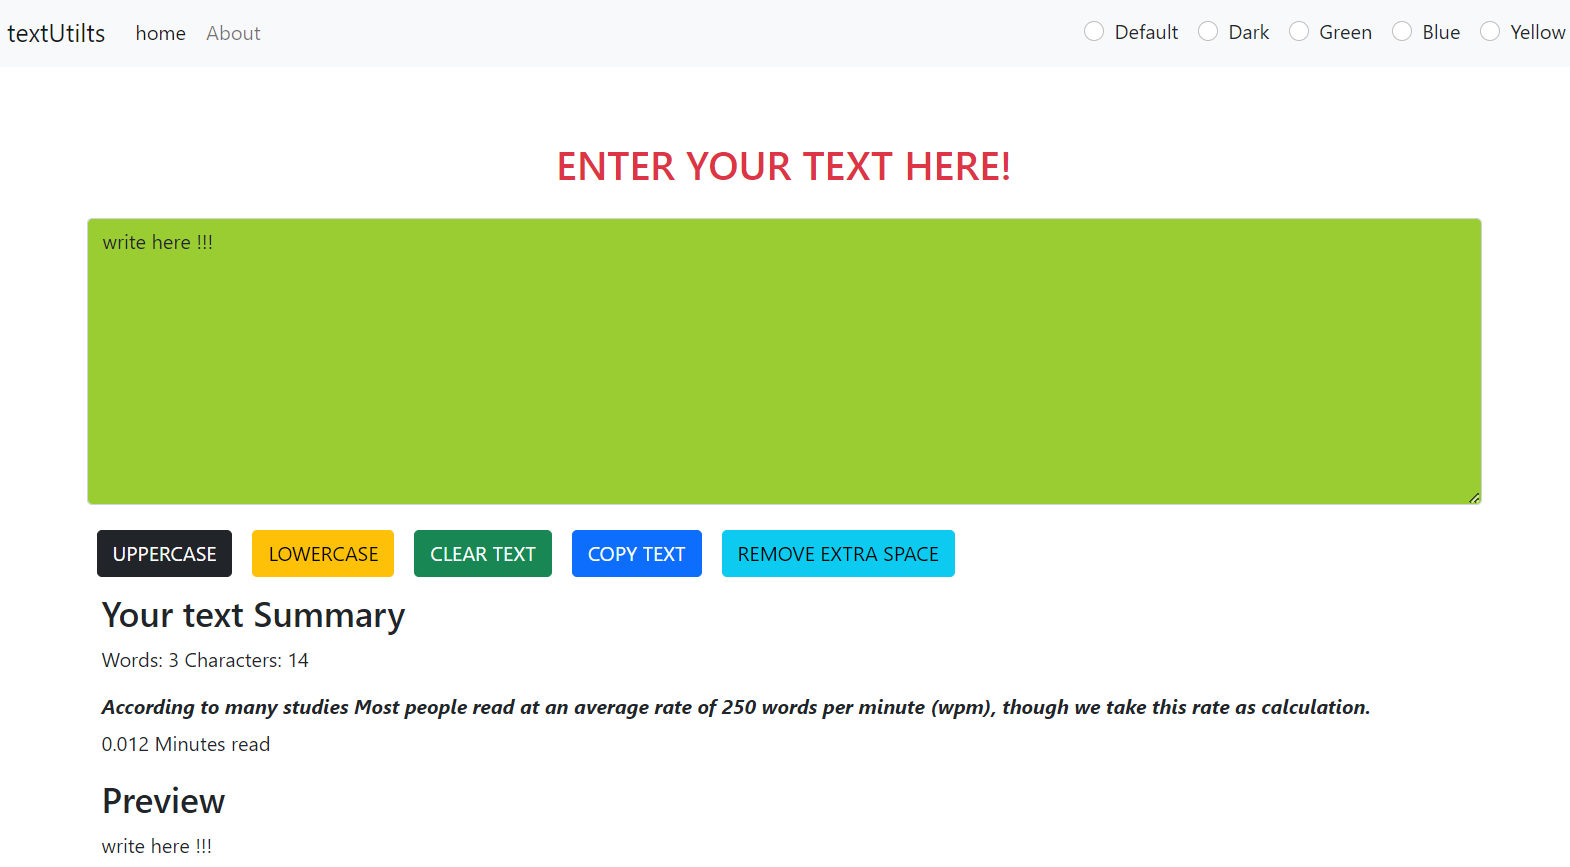 textUtilts home About Default Dark Green Blue Yellow
ENTER YOUR TEXT HERE!
write here !!!
UPPERCASE LOWERCASE CLEAR TEXT COPY TEXT REMOVE EXTRA SPACE
Your text Summary
Words: 3 Characters: 14
According to many studies Most people read at an average rate of 250 words per minute (wpm), though we take this rate as calculation.
0.012 Minutes read
Preview
write here !!!